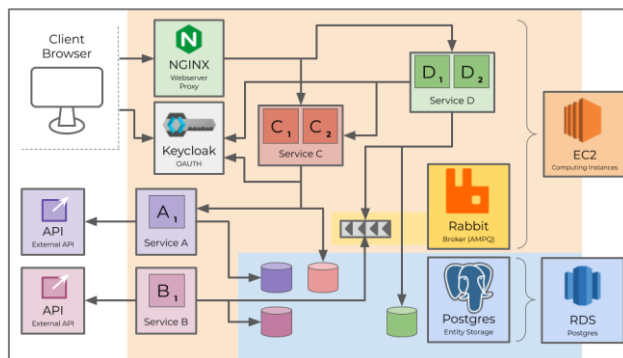 Client
Browser
NGINX
Webserver
Proxy
Keycloak
OAUTH
C1 C2
Service C
D1 D2
Service D
EC2
Computing Instances
API
External API
A1
Service A
Rabbit
Broker (AMPQ)
API
External API
B1
Service B
Postgres
Entity Storage
RDS
Postgres